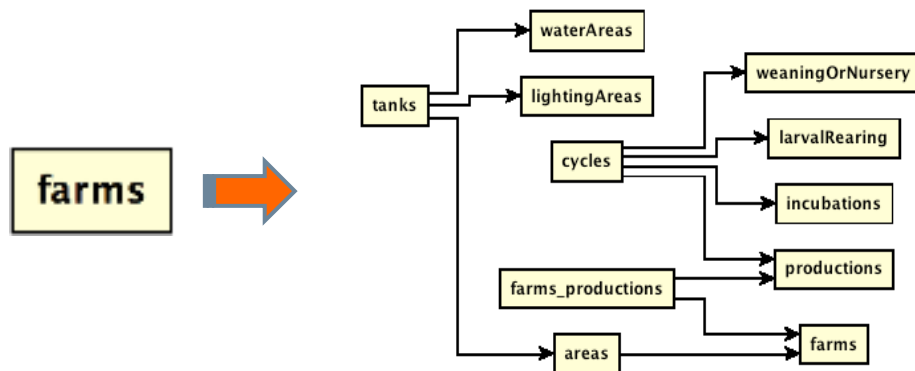 farms
waterAreas
tanks
lightingAreas
weaningOrNursery
cycles
larvalRearing
incubations
farms_productions
productions
areas
farms